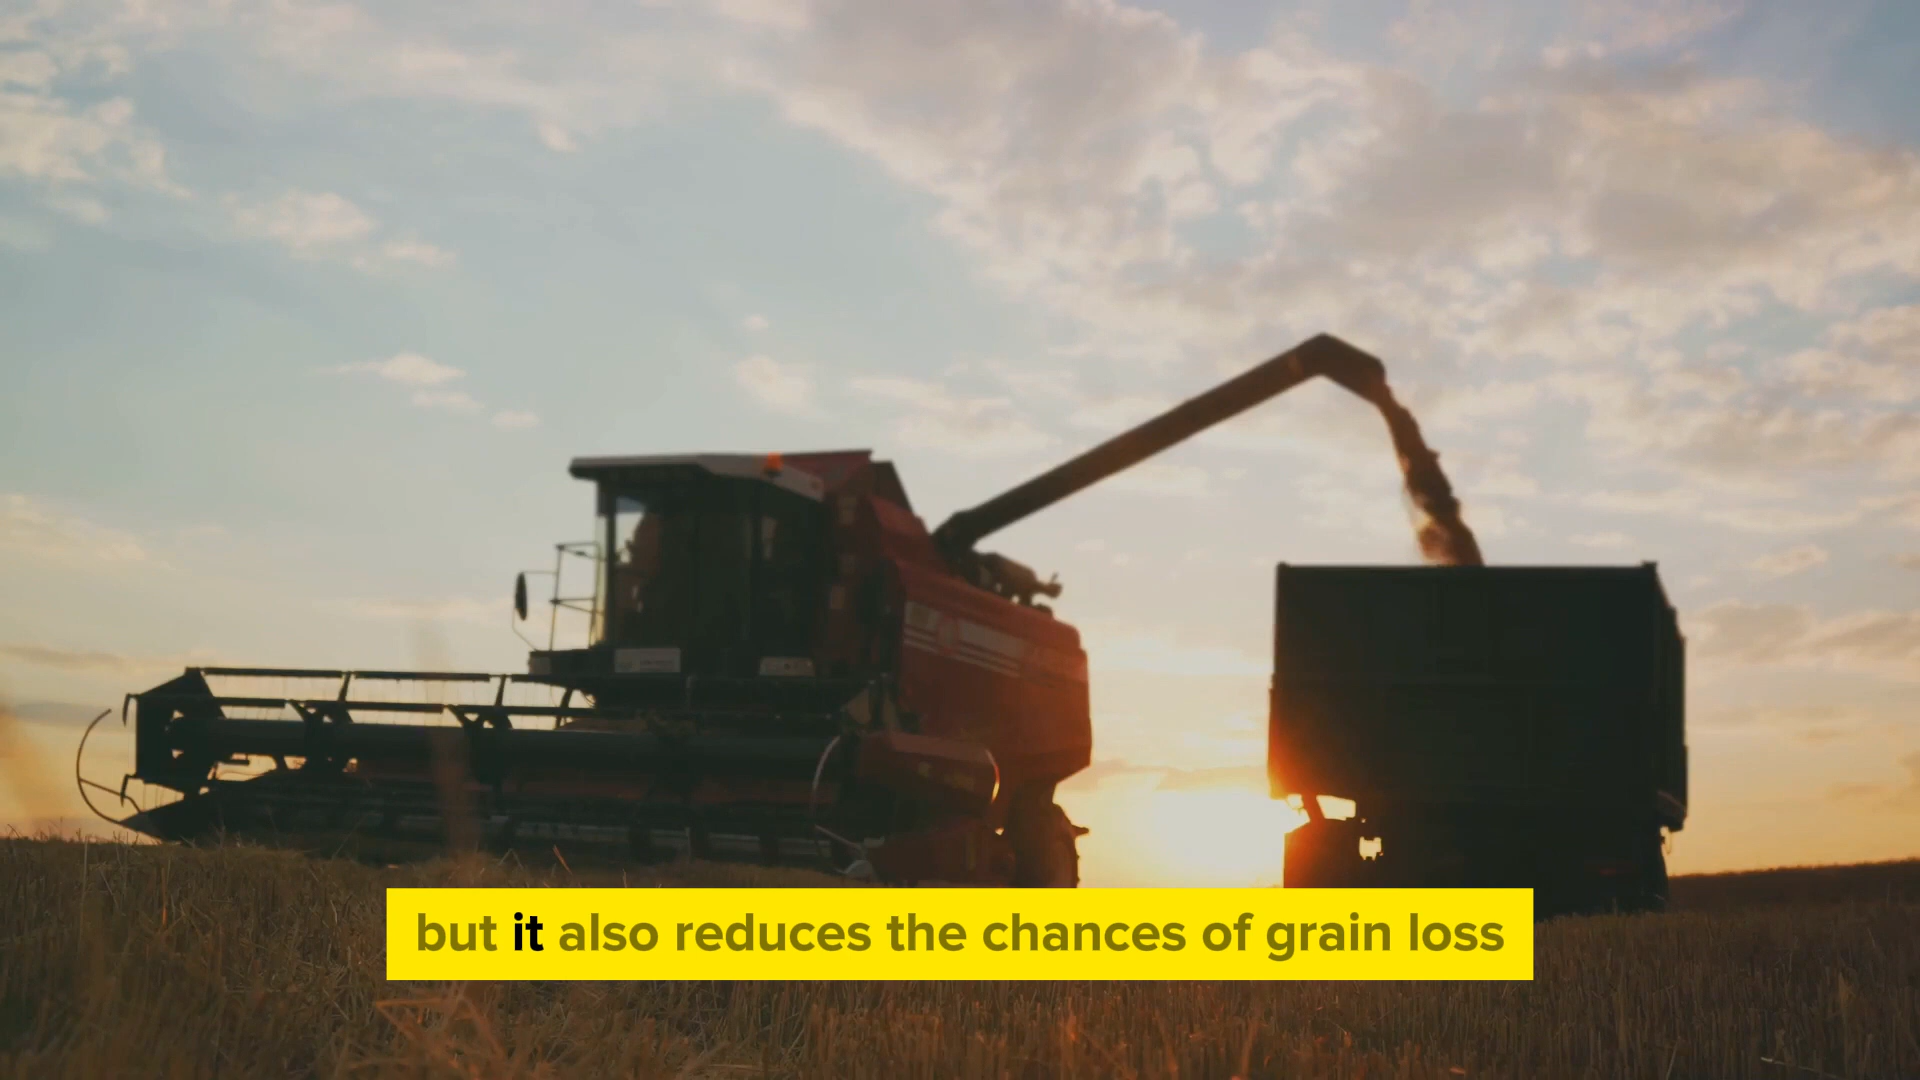 but it also reduces the chances of grain loss